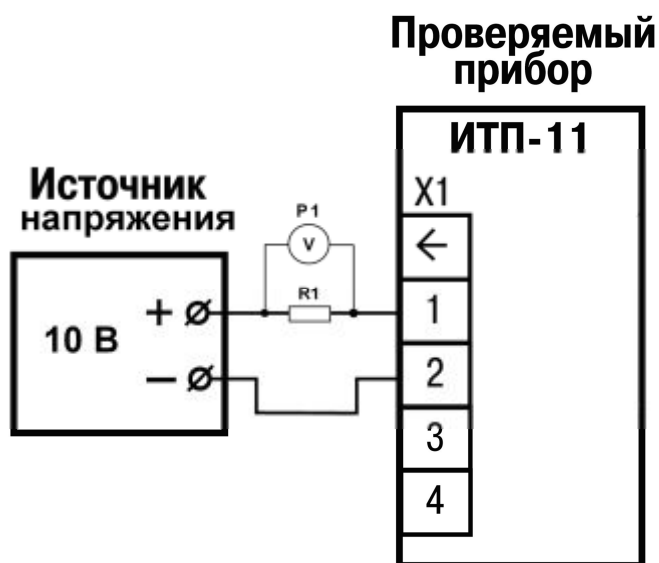 Проверяемый
прибор
ИТП-11
Источник
напряжения
X1
P1
V
←
R1
1
+
10 В
−
2
3
4